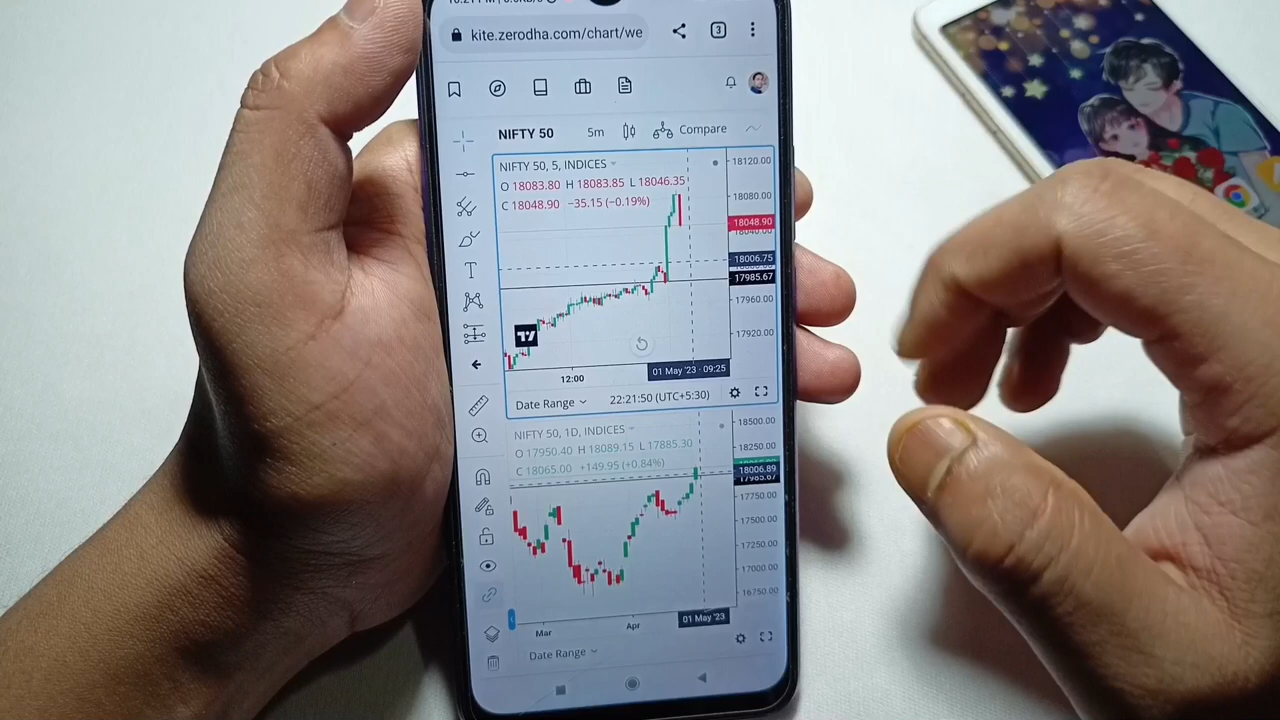 kite.zerodha.com/chart/we 3
NIFTY 50 5m Compare
NIFTY 50, 5, INDICES
O 18083.80 H 18083.85 L 18046.35
C 18048.90 −35.15 (−0.19%)
18120.00
18080.00
18048.90
18040.00
18006.75
17985.67
17960.00
17920.00
12:00
01 May '23 - 09:25
Date Range 22:21:50 (UTC+5:30)
NIFTY 50, 1D, INDICES
O 17950.40 H 18089.15 L 17885.30
C 18065.00 +149.95 (+0.84%)
18500.00
18250.00
18006.89
17985.67
17750.00
17500.00
17250.00
17000.00
16750.00
Mar
Apr
01 May '23
Date Range